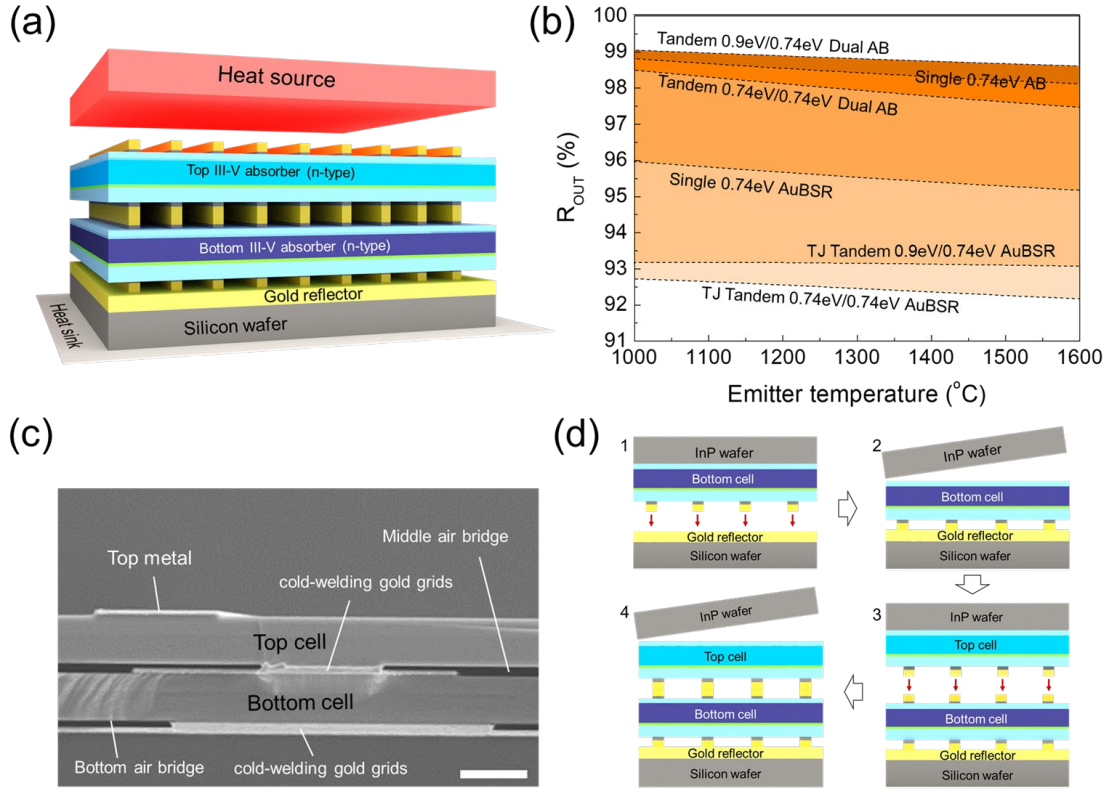 (a)
Heat source
Top III-V absorber (n-type)
Bottom III-V absorber (n-type)
Gold reflector
Silicon wafer
Heat sink
(b)
100
99
98
97
96
95
94
93
92
91
R_OUT (%)
Tandem 0.9eV/0.74eV Dual AB
Single 0.74eV AB
Tandem 0.74eV/0.74eV Dual AB
Single 0.74eV AuBSR
TJ Tandem 0.9eV/0.74eV AuBSR
TJ Tandem 0.74eV/0.74eV AuBSR
1000 1100 1200 1300 1400 1500 1600
Emitter temperature (°C)
(c)
Middle air bridge
Top metal
cold-welding gold grids
Top cell
Bottom cell
Bottom air bridge
cold-welding gold grids
(d)
1
InP wafer
Bottom cell
Gold reflector
Silicon wafer
2
InP wafer
Bottom cell
Gold reflector
Silicon wafer
3
InP wafer
Top cell
Bottom cell
Gold reflector
Silicon wafer
4
InP wafer
Top cell
Bottom cell
Gold reflector
Silicon wafer